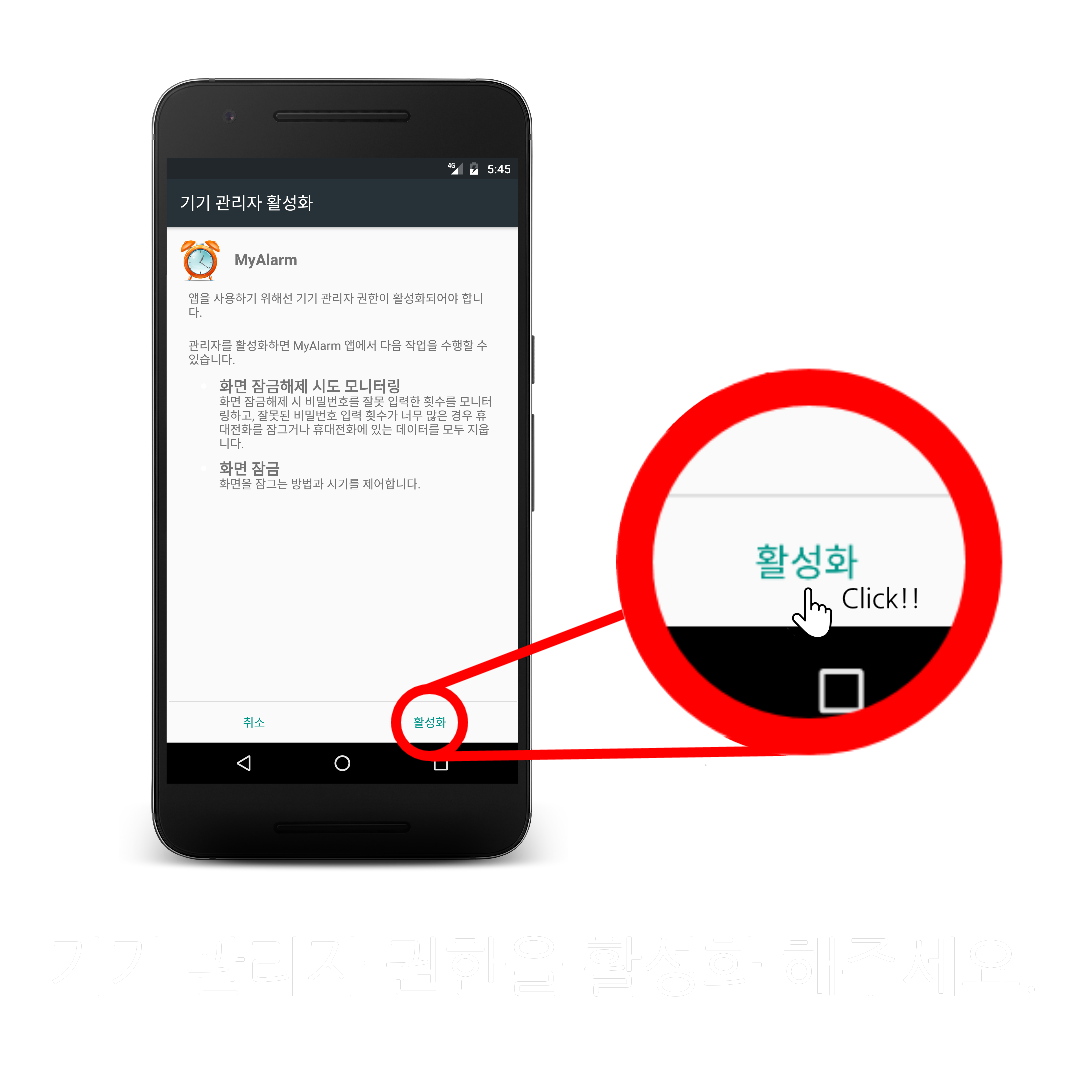 4G 5:45
기기 관리자 활성화
MyAlarm
앱을 사용하기 위해선 기기 관리자 권한이 활성화되어야 합니
다.
관리자를 활성화하면 MyAlarm 앱에서 다음 작업을 수행할 수
있습니다.
화면 잠금해제 시도 모니터링
화면 잠금해제 시 비밀번호를 잘못 입력한 횟수를 모니터
링하고, 잘못된 비밀번호 입력 횟수가 너무 많은 경우 휴
대전화를 잠그거나 휴대전화에 있는 데이터를 모두 지웁
니다.
화면 잠금
화면을 잠그는 방법과 시기를 제어합니다.
취소 활성화
활성화
Click!!
기기 관리자 권한을 활성화 해주세요.